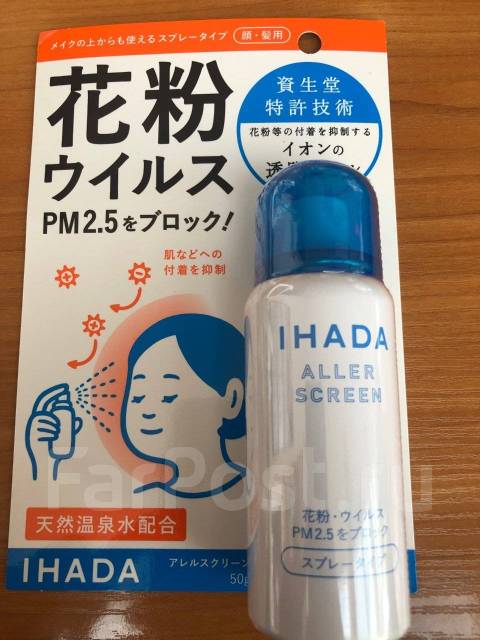 メイクの上からも使えるスプレータイプ 顔・髪用
花粉
ウイルス
PM2.5をブロック!
資生堂
特許技術
花粉等の付着を抑制する
イオンの
肌などへの
付着を抑制
天然温泉水配合
IHADA
アレルスクリーン
50g
IHADA
ALLER
SCREEN
花粉・ウイルス
PM2.5をブロック
スプレータイプ
FarPost.ru